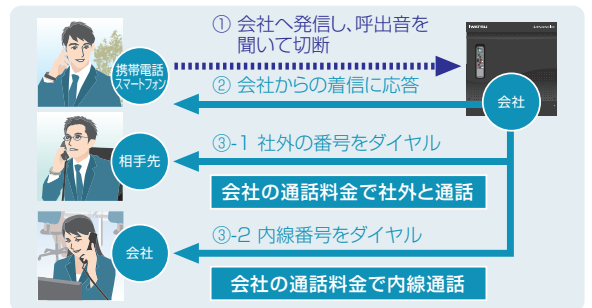 ① 会社へ発信し、呼出音を
聞いて切断
携帯電話
スマートフォン
② 会社からの着信に応答
会社
相手先
③-1 社外の番号をダイヤル
会社の通話料金で社外と通話
会社
③-2 内線番号をダイヤル
会社の通話料金で内線通話
IWATSU